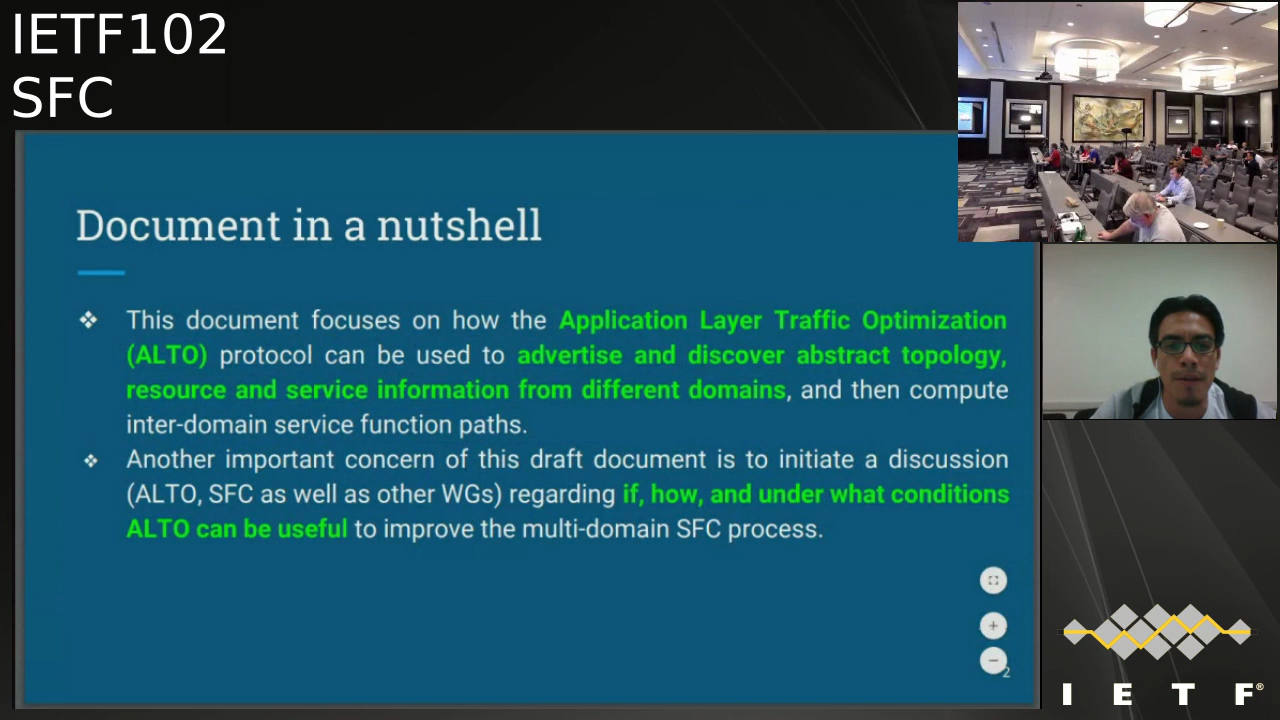 IETF102
SFC
Document in a nutshell
❖ This document focuses on how the Application Layer Traffic Optimization
(ALTO) protocol can be used to advertise and discover abstract topology,
resource and service information from different domains, and then compute
inter-domain service function paths.
❖ Another important concern of this draft document is to initiate a discussion
(ALTO, SFC as well as other WGs) regarding if, how, and under what conditions
ALTO can be useful to improve the multi-domain SFC process.
2
I E T F®